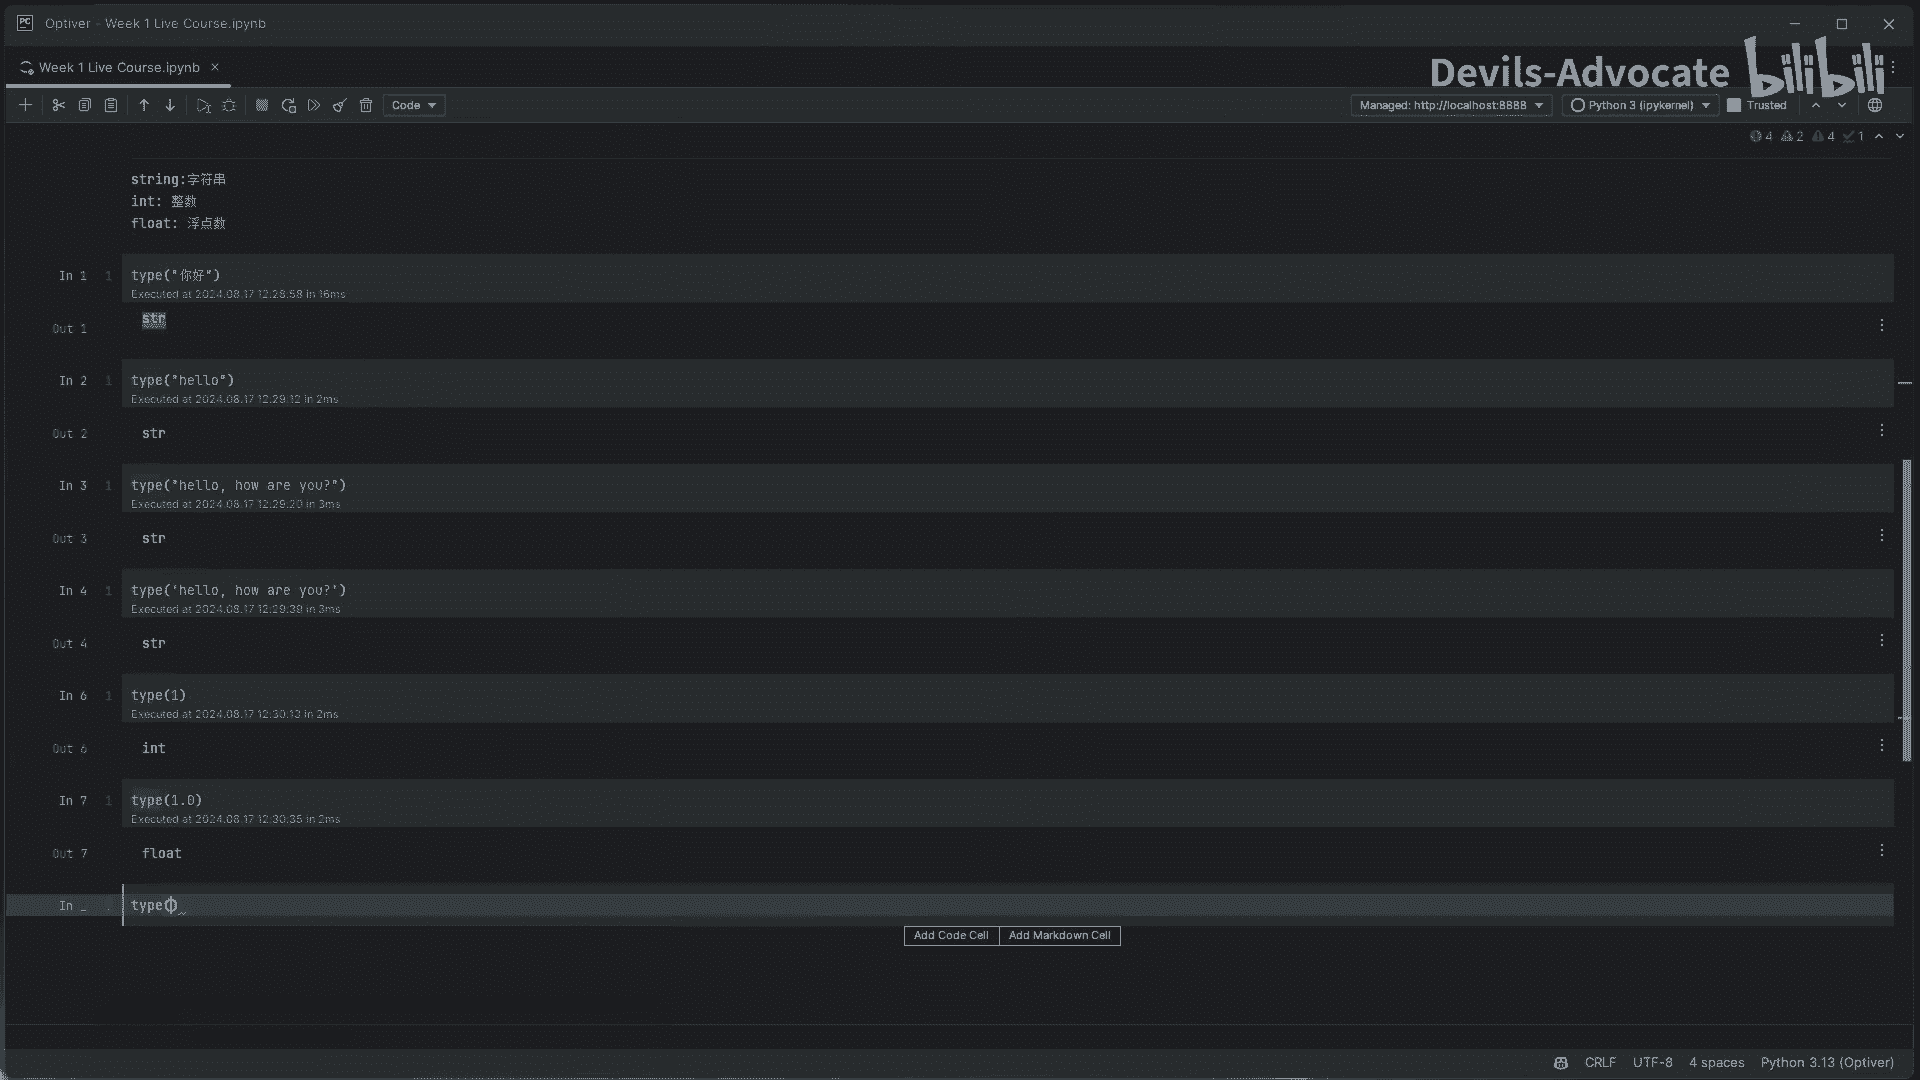 Optiver - Week 1 Live Course.ipynb
Week 1 Live Course.ipynb
Devils-Advocate bilibili
Code
Managed: http://localhost:8888
Python 3 (ipykernel)
Trusted
4 2 4 1
string:字符串
int: 整数
float: 浮点数
In 1 1 type("你好")
Executed at 2024.08.17 12:28:58 in 16ms
Out 1 str
In 2 1 type("hello")
Executed at 2024.08.17 12:29:12 in 2ms
Out 2 str
In 3 1 type("hello, how are you?")
Executed at 2024.08.17 12:29:20 in 3ms
Out 3 str
In 4 1 type('hello, how are you?')
Executed at 2024.08.17 12:29:39 in 3ms
Out 4 str
In 6 1 type(1)
Executed at 2024.08.17 12:30:13 in 2ms
Out 6 int
In 7 1 type(1.0)
Executed at 2024.08.17 12:30:35 in 2ms
Out 7 float
In _ type()
Add Code Cell Add Markdown Cell
CRLF UTF-8 4 spaces Python 3.13 (Optiver)